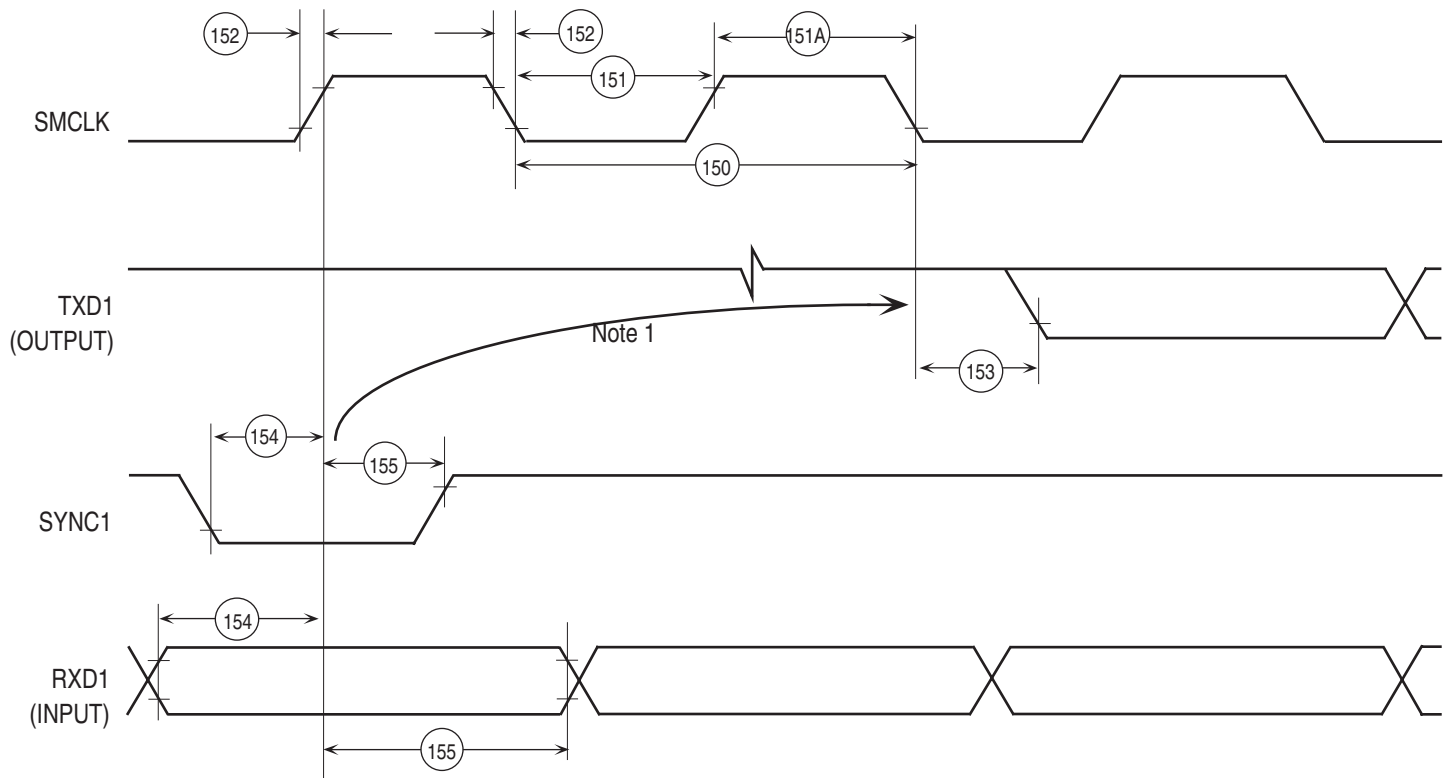 152
152
151A
151
SMCLK
150
TXD1
(OUTPUT)
Note 1
153
154
155
SYNC1
154
RXD1
(INPUT)
155